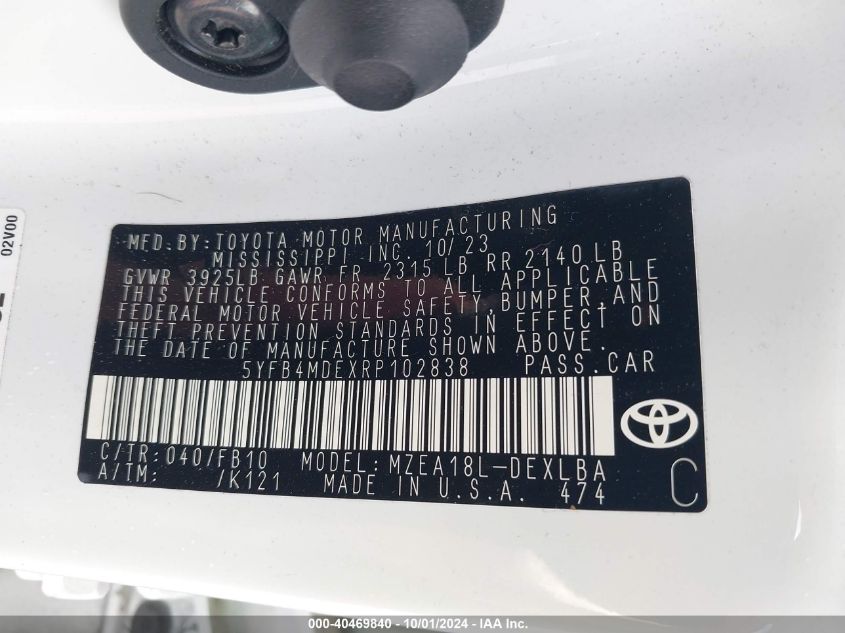 02V00
MFD.BY:TOYOTA MOTOR MANUFACTURING
MISSISSIPPI INC. 10/23
GVWR 3925LB GAWR FR 2315 LB RR 2140 LB
THIS VEHICLE CONFORMS TO ALL APPLICABLE
FEDERAL MOTOR VEHICLE SAFETY,BUMPER,AND
THEFT PREVENTION STANDARDS IN EFFECT ON
THE DATE OF MANUFACTURE SHOWN ABOVE.
5YFB4MDEXRP102838 PASS.CAR
C/TR: 040/FB10 MODEL: MZEA18L-DEXLBA
A/TM: /K121 MADE IN U.S.A. 474 C
000-40469840 - 10/01/2024 - IAA Inc.